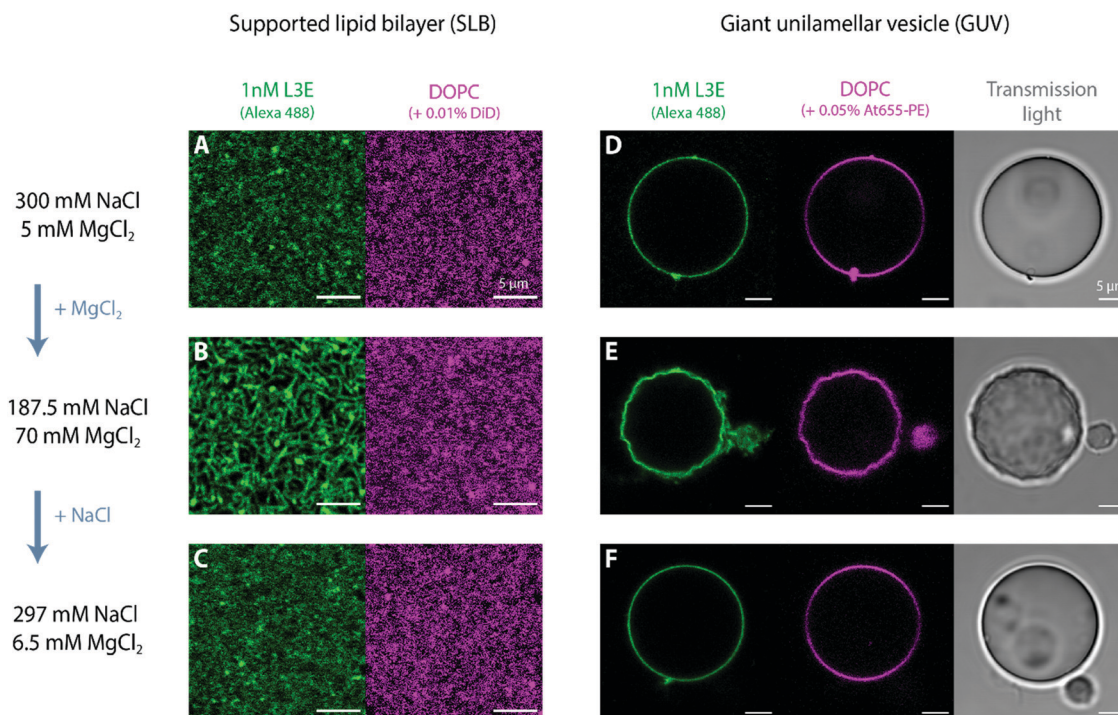 Supported lipid bilayer (SLB)
Giant unilamellar vesicle (GUV)
1nM L3E
(Alexa 488)
DOPC
(+ 0.01% DiD)
1nM L3E
(Alexa 488)
DOPC
(+ 0.05% At655-PE)
Transmission
light
300 mM NaCl
5 mM MgCl₂
A
5 µm
D
5 µm
+ MgCl₂
187.5 mM NaCl
70 mM MgCl₂
B
E
+ NaCl
297 mM NaCl
6.5 mM MgCl₂
C
F